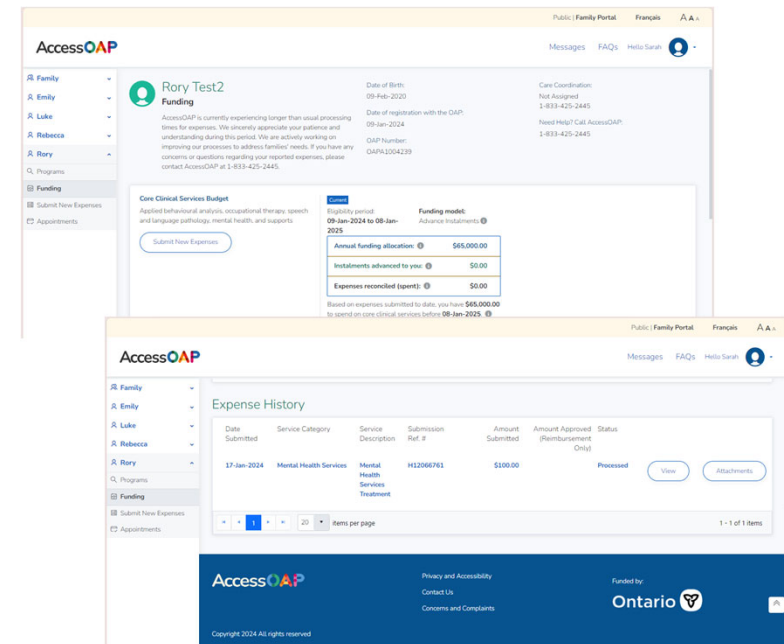 Public | Family Portal Français A A A
AccessOAP
Messages FAQs Hello Sarah
Family
Emily
Luke
Rebecca
Rory
Programs
Funding
Submit New Expenses
Appointments
Rory Test2
Funding
AccessOAP is currently experiencing longer than usual processing
times for expenses. We sincerely appreciate your patience and
understanding during this period. We are actively working on
improving our processes to address families' needs. If you have any
concerns or questions regarding your reported expenses, please
contact AccessOAP at 1-833-425-2445.
Date of Birth:
09-Feb-2020
Date of registration with the OAP:
09-Jan-2024
OAP Number:
OAPA1004239
Care Coordination:
Not Assigned
1-833-425-2445
Need Help? Call AccessOAP:
1-833-425-2445
Core Clinical Services Budget
Applied behavioural analysis, occupational therapy, speech
and language pathology, mental health, and supports
Submit New Expenses
Current
Eligibility period:
09-Jan-2024 to 08-Jan-
2025
Funding model:
Advance Instalments
Annual funding allocation: $65,000.00
Instalments advanced to you: $0.00
Expenses reconciled (spent): $0.00
Based on expenses submitted to date, you have $65,000.00
to spend on core clinical services before 08-Jan-2025.
Public | Family Portal Français A A A
AccessOAP
Messages FAQs Hello Sarah
Family
Emily
Luke
Rebecca
Rory
Programs
Funding
Submit New Expenses
Appointments
Expense History
Date
Submitted
Service Category
Service
Description
Submission
Ref. #
Amount
Submitted
Amount Approved
(Reimbursement
Only)
Status
17-Jan-2024
Mental Health Services
Mental
Health
Services
Treatment
H12066761
$100.00
Processed
View
Attachments
1
20
items per page
1 - 1 of 1 items
AccessOAP
Privacy and Accessibility
Contact Us
Concerns and Complaints
Funded by:
Ontario
Copyright 2024 All rights reserved